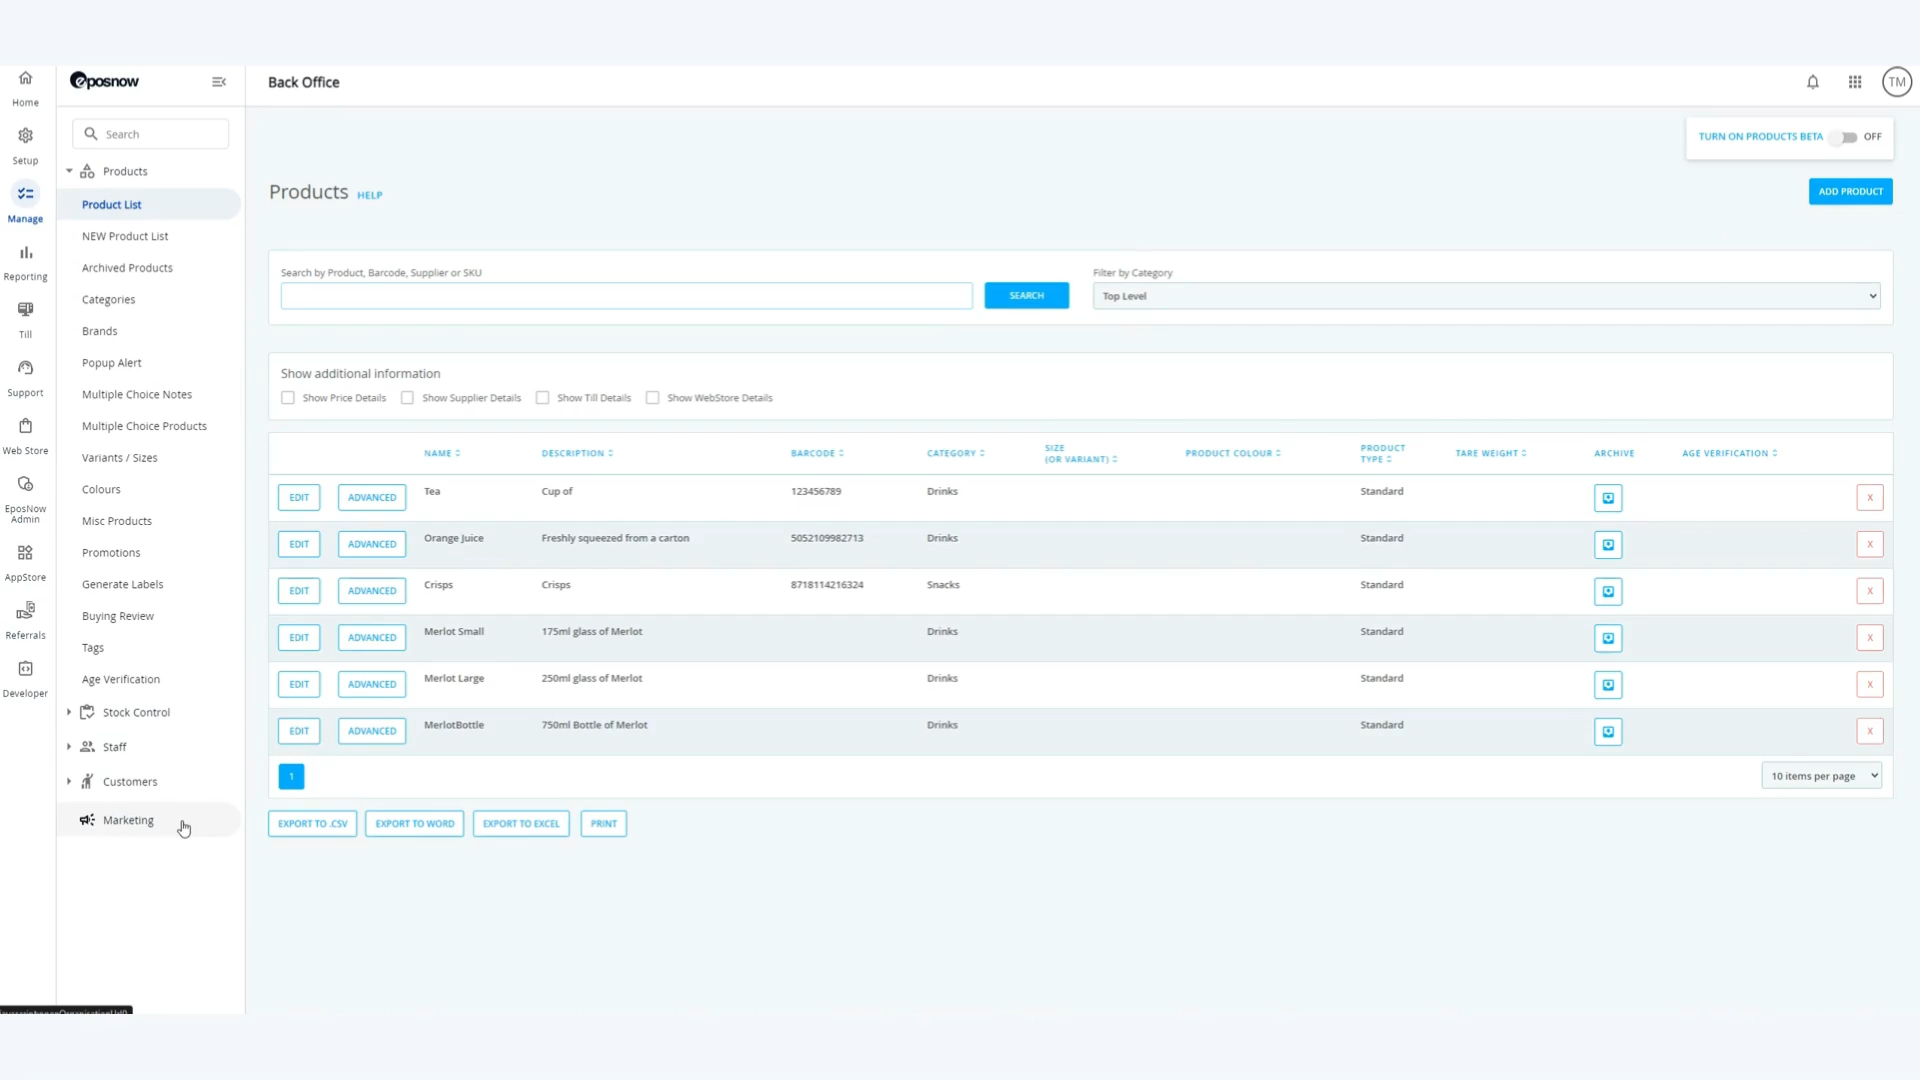 Home
Setup
Manage
Reporting
Till
Support
Web Store
EposNow
Admin
AppStore
Referrals
Developer
eposnow
Search
Products
Product List
NEW Product List
Archived Products
Categories
Brands
Popup Alert
Multiple Choice Notes
Multiple Choice Products
Variants / Sizes
Colours
Misc Products
Promotions
Generate Labels
Buying Review
Tags
Age Verification
Stock Control
Staff
Customers
Marketing
Back Office
TM
TURN ON PRODUCTS BETA OFF
Products HELP
ADD PRODUCT
Search by Product, Barcode, Supplier or SKU
SEARCH
Filter by Category
Top Level
Show additional information
Show Price Details Show Supplier Details Show Till Details Show WebStore Details
NAME DESCRIPTION BARCODE CATEGORY SIZE (OR VARIANT) PRODUCT COLOUR PRODUCT TYPE TARE WEIGHT ARCHIVE AGE VERIFICATION
EDIT ADVANCED Tea Cup of 123456789 Drinks Standard X
EDIT ADVANCED Orange Juice Freshly squeezed from a carton 5052109982713 Drinks Standard X
EDIT ADVANCED Crisps Crisps 8718114216324 Snacks Standard X
EDIT ADVANCED Merlot Small 175ml glass of Merlot Drinks Standard X
EDIT ADVANCED Merlot Large 250ml glass of Merlot Drinks Standard X
EDIT ADVANCED MerlotBottle 750ml Bottle of Merlot Drinks Standard X
1
10 items per page
EXPORT TO .CSV EXPORT TO WORD EXPORT TO EXCEL PRINT